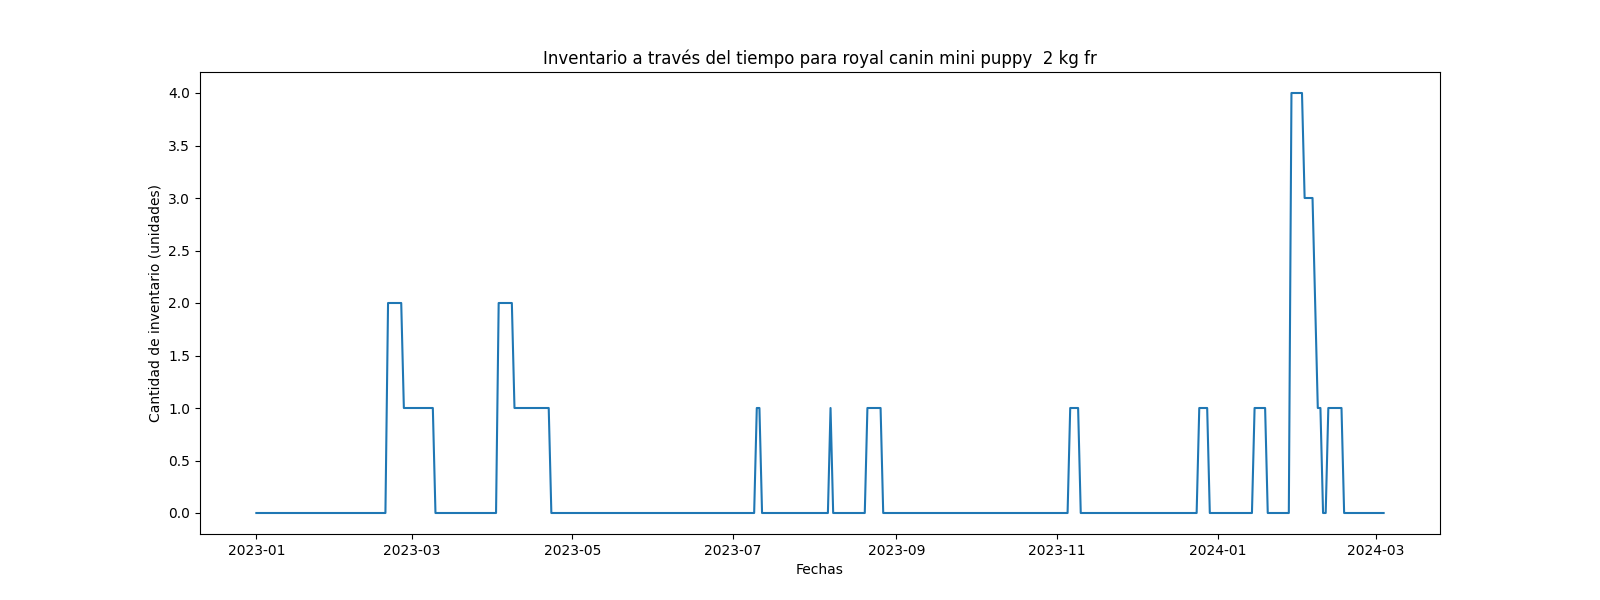 Inventario a través del tiempo para royal canin mini puppy  2 kg fr
Cantidad de inventario (unidades)
4.0
3.5
3.0
2.5
2.0
1.5
1.0
0.5
0.0
2023-01 2023-03 2023-05 2023-07 2023-09 2023-11 2024-01 2024-03
Fechas